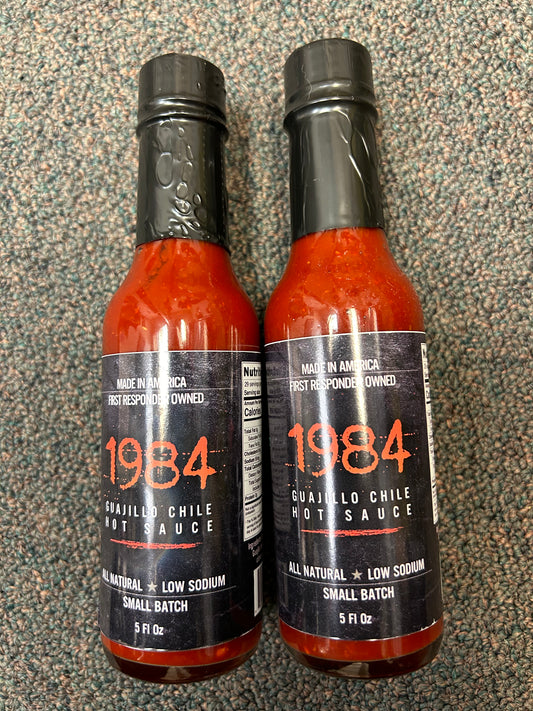 MADE IN AMERICA
FIRST RESPONDER OWNED
1984
GUAJILLO CHILE
HOT SAUCE
ALL NATURAL ★ LOW SODIUM
SMALL BATCH
5 Fl Oz
MADE IN AMERICA
FIRST RESPONDER OWNED
1984
GUAJILLO CHILE
HOT SAUCE
ALL NATURAL ★ LOW SODIUM
SMALL BATCH
5 Fl Oz